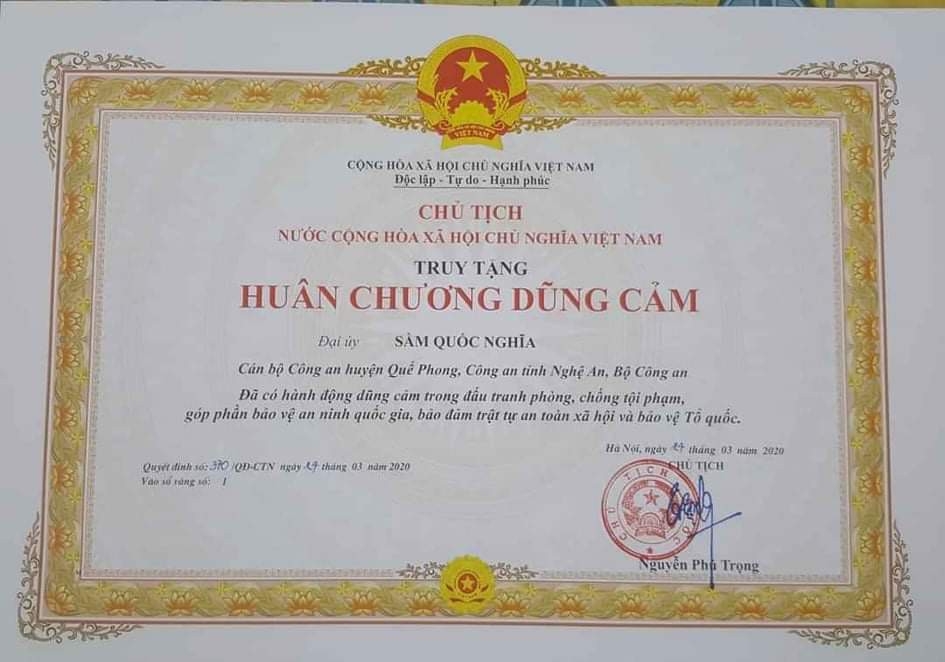 VIỆT NAM
CỘNG HÒA XÃ HỘI CHỦ NGHĨA VIỆT NAM
Độc lập - Tự do - Hạnh phúc
CHỦ TỊCH
NƯỚC CỘNG HÒA XÃ HỘI CHỦ NGHĨA VIỆT NAM
TRUY TẶNG
HUÂN CHƯƠNG DŨNG CẢM
Đại úy SẦM QUỐC NGHĨA
Cán bộ Công an huyện Quế Phong, Công an tỉnh Nghệ An, Bộ Công an
Đã có hành động dũng cảm trong đấu tranh phòng, chống tội phạm,
góp phần bảo vệ an ninh quốc gia, bảo đảm trật tự an toàn xã hội và bảo vệ Tổ quốc.
Hà Nội, ngày 24 tháng 03 năm 2020
Quyết định số: 370 /QĐ-CTN ngày 24 tháng 03 năm 2020
CHỦ TỊCH
Vào sổ vàng số: 1
CHỦ TỊCH
Nguyễn Phú Trọng